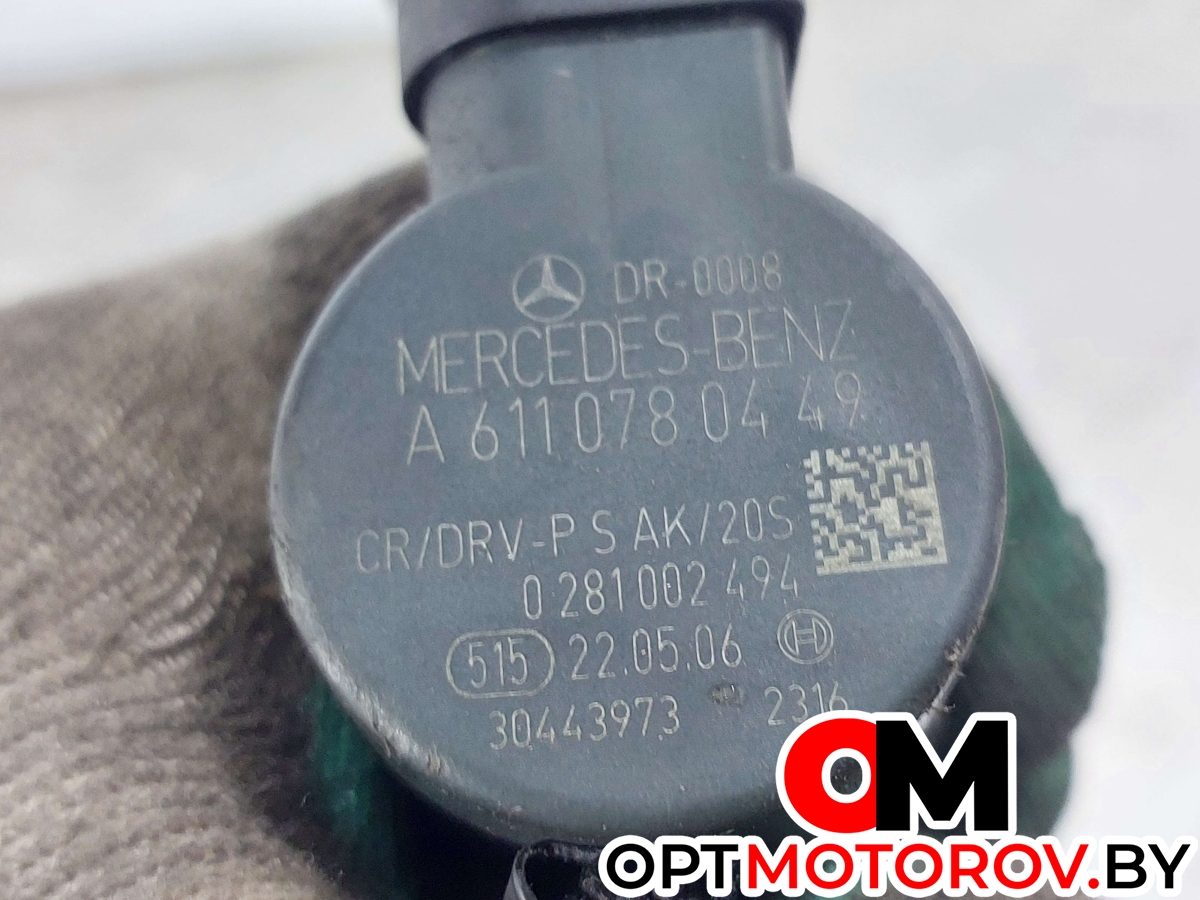 DR-0008
MERCEDES-BENZ
A 611 078 04 49
CR/DRV-P S AK/20S
0 281 002 494
515 22.05.06
30443973 2316
OM
OPTMOTOROV.BY